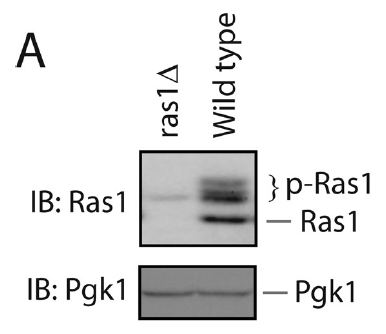 A
ras1Δ
Wild type
IB: Ras1
} p-Ras1
— Ras1
IB: Pgk1
— Pgk1